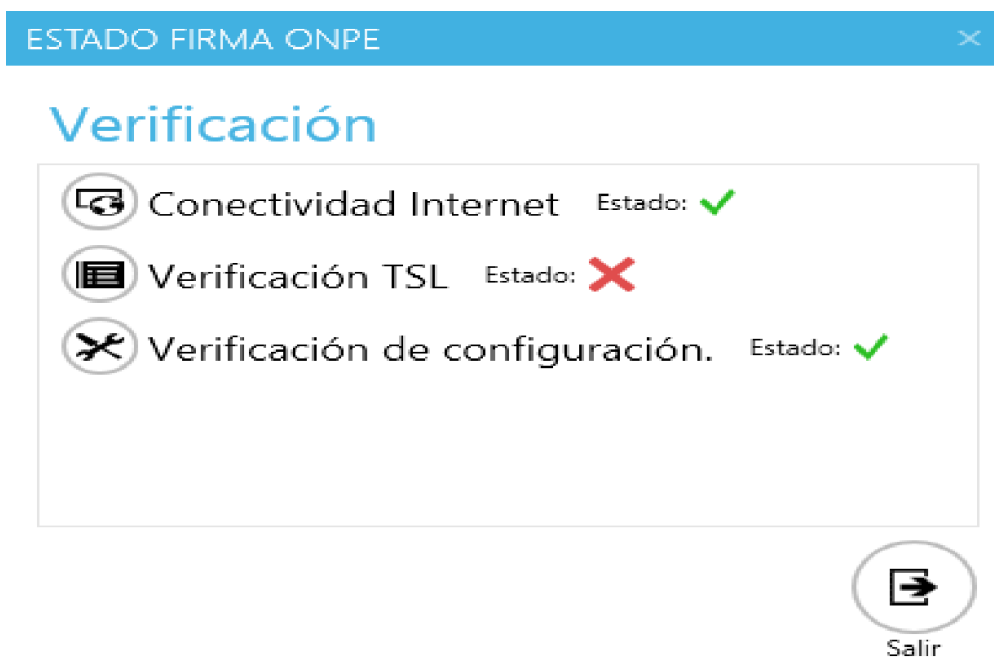 ESTADO FIRMA ONPE
Verificación
Conectividad Internet Estado:
Verificación TSL Estado:
Verificación de configuración. Estado:
Salir